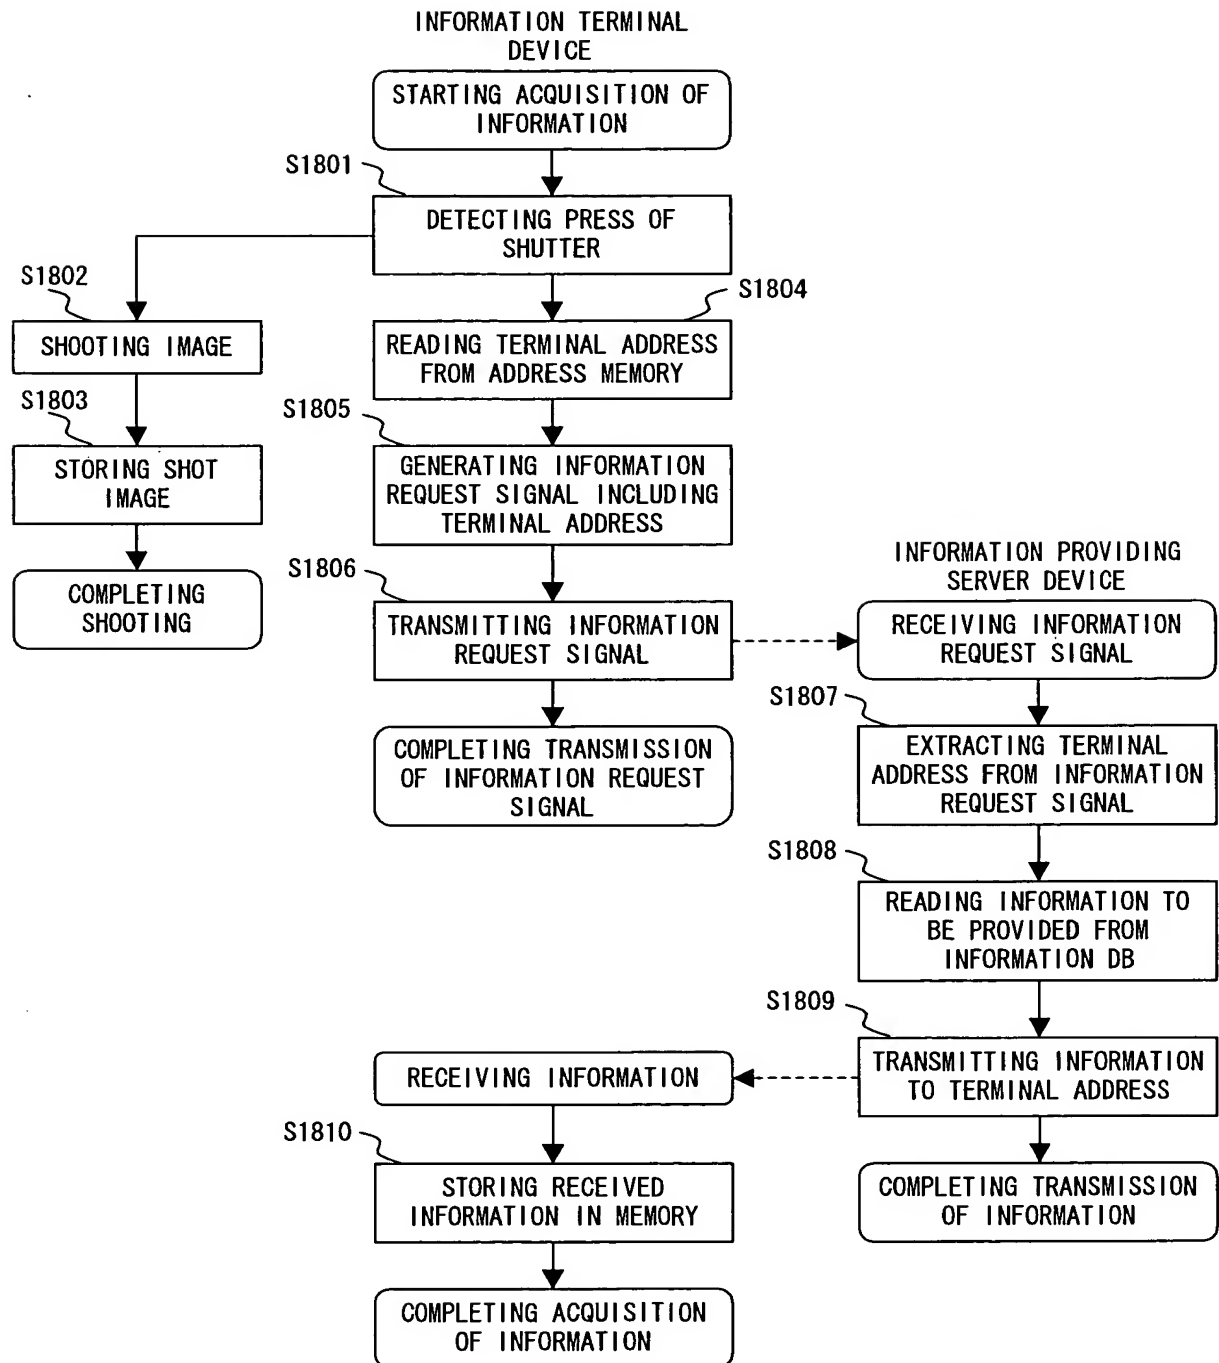 INFORMATION TERMINAL
DEVICE
STARTING ACQUISITION OF
INFORMATION
S1801
DETECTING PRESS OF
SHUTTER
S1802
SHOOTING IMAGE
S1803
STORING SHOT
IMAGE
COMPLETING
SHOOTING
S1804
READING TERMINAL ADDRESS
FROM ADDRESS MEMORY
S1805
GENERATING INFORMATION
REQUEST SIGNAL INCLUDING
TERMINAL ADDRESS
S1806
TRANSMITTING INFORMATION
REQUEST SIGNAL
COMPLETING TRANSMISSION
OF INFORMATION REQUEST
SIGNAL
INFORMATION PROVIDING
SERVER DEVICE
RECEIVING INFORMATION
REQUEST SIGNAL
S1807
EXTRACTING TERMINAL
ADDRESS FROM INFORMATION
REQUEST SIGNAL
S1808
READING INFORMATION TO
BE PROVIDED FROM
INFORMATION DB
S1809
TRANSMITTING INFORMATION
TO TERMINAL ADDRESS
COMPLETING TRANSMISSION
OF INFORMATION
RECEIVING INFORMATION
S1810
STORING RECEIVED
INFORMATION IN MEMORY
COMPLETING ACQUISITION
OF INFORMATION